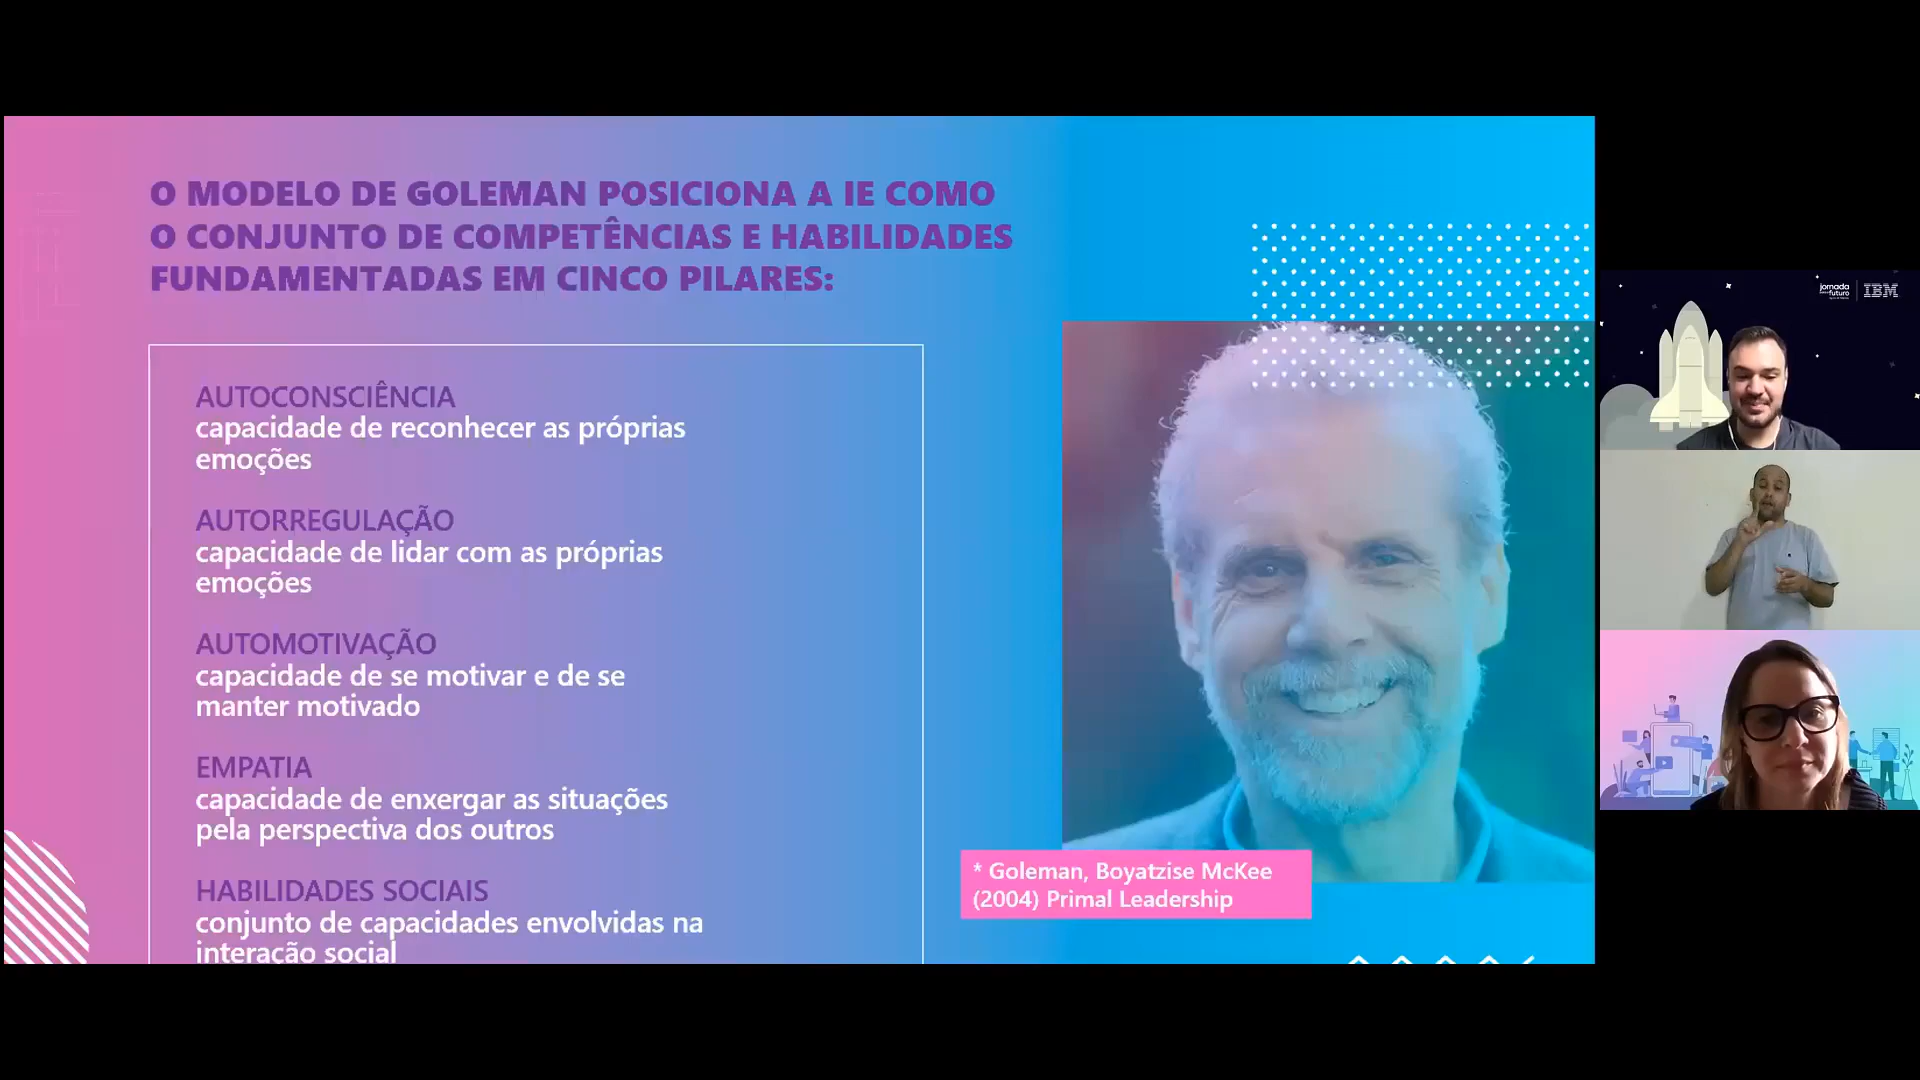 O MODELO DE GOLEMAN POSICIONA A IE COMO
O CONJUNTO DE COMPETÊNCIAS E HABILIDADES
FUNDAMENTADAS EM CINCO PILARES:
AUTOCONSCIÊNCIA
capacidade de reconhecer as próprias
emoções
AUTORREGULAÇÃO
capacidade de lidar com as próprias
emoções
AUTOMOTIVAÇÃO
capacidade de se motivar e de se
manter motivado
EMPATIA
capacidade de enxergar as situações
pela perspectiva dos outros
HABILIDADES SOCIAIS
conjunto de capacidades envolvidas na
interação social
* Goleman, Boyatzise McKee
(2004) Primal Leadership
jornada
futuro
IBM